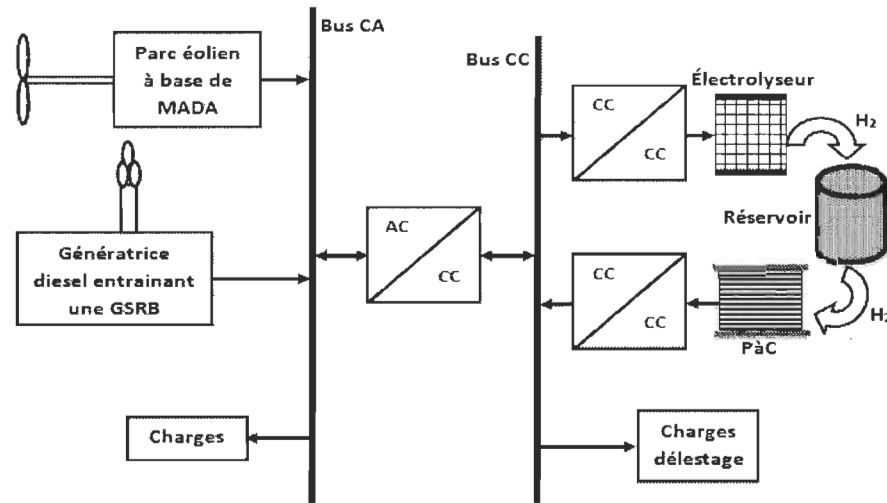 Bus CA
Parc éolien
à base de
MADA
Bus CC
Électrolyseur
CC
CC
H₂
Réservoir
Génératrice
diesel entrainant
une GSRB
AC
CC
CC
CC
H₂
PàC
Charges
Charges
délestage